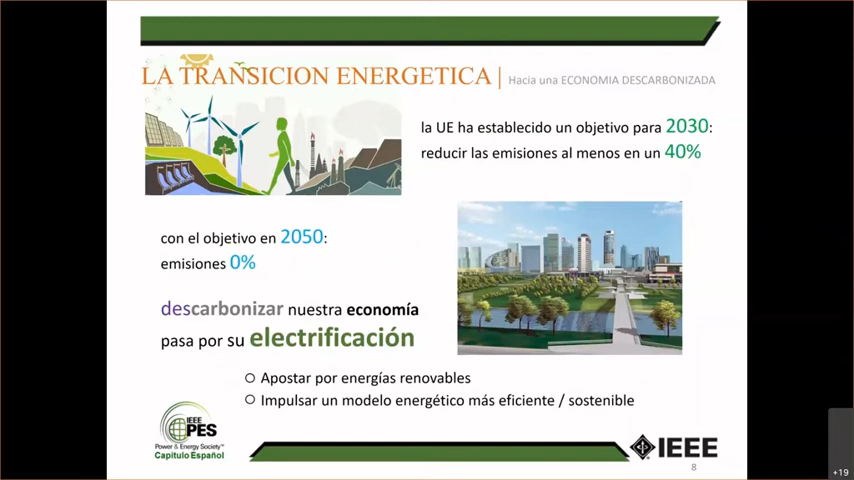 LA TRANSICION ENERGETICA | Hacia una ECONOMIA DESCARBONIZADA
la UE ha establecido un objetivo para 2030:
reducir las emisiones al menos en un 40%
con el objetivo en 2050:
emisiones 0%
descarbonizar nuestra economía
pasa por su electrificación
Apostar por energías renovables
Impulsar un modelo energético más eficiente / sostenible
IEEE
PES
Power & Energy Society™
Capítulo Español
IEEE
8
+19